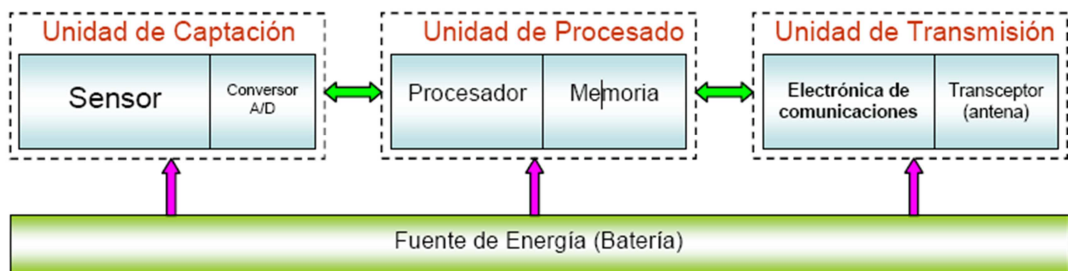 Unidad de Captación
Sensor
Conversor
A/D
Unidad de Procesado
Procesador
Memoria
Unidad de Transmisión
Electrónica de
comunicaciones
Transceptor
(antena)
Fuente de Energía (Batería)